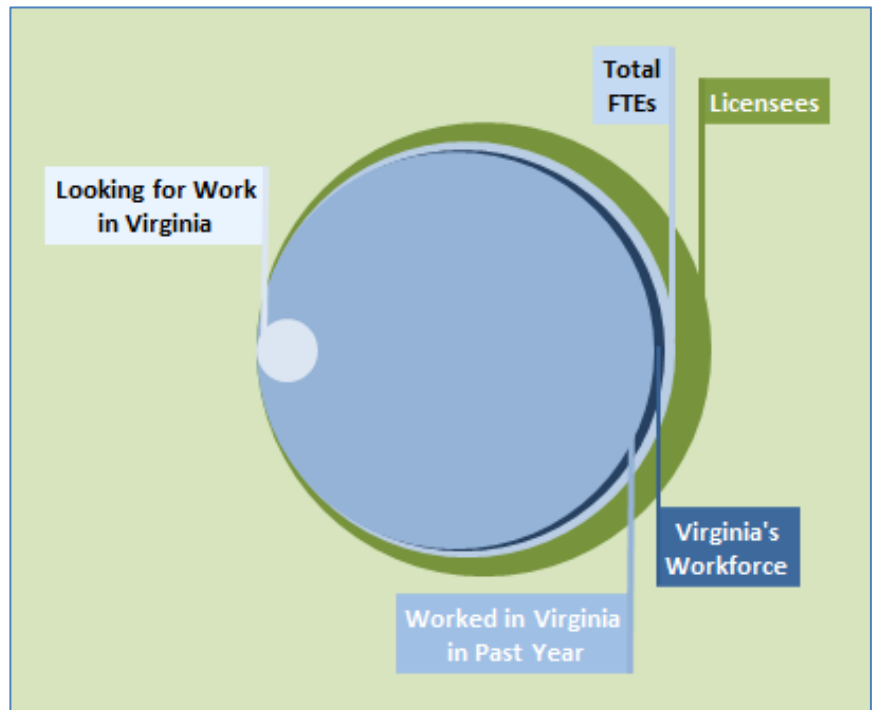 Total
FTEs
Licensees
Looking for Work
in Virginia
Virginia's
Workforce
Worked in Virginia
in Past Year